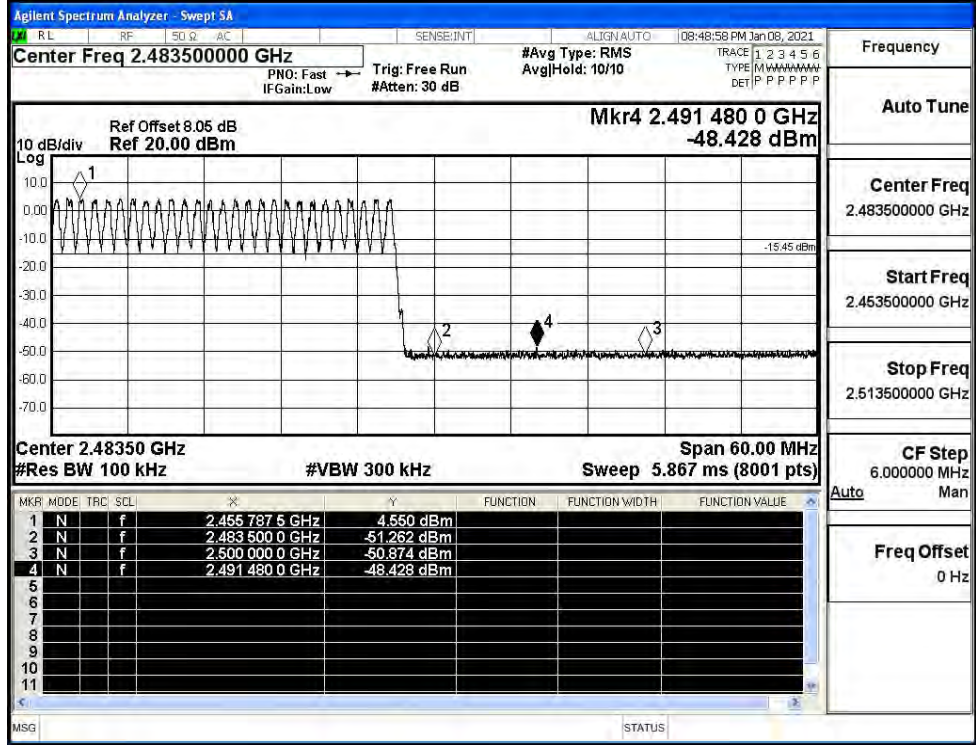 Agilent Spectrum Analyzer - Swept SA
LXI RL RF 50 Ω AC SENSE:INT ALIGN AUTO 08:48:58 PM Jan 08, 2021
Center Freq 2.483500000 GHz
PNO: Fast
IFGain:Low
Trig: Free Run
#Atten: 30 dB
#Avg Type: RMS
Avg|Hold: 10/10
TRACE 1 2 3 4 5 6
TYPE M W W W W W
DET P P P P P P
Mkr4 2.491 480 0 GHz
-48.428 dBm
Ref Offset 8.05 dB
10 dB/div Ref 20.00 dBm
Log
10.0
0.00
-10.0
-20.0
-30.0
-40.0
-50.0
-60.0
-70.0
1
2
4
3
-15.45 dBm
Center 2.48350 GHz Span 60.00 MHz
#Res BW 100 kHz #VBW 300 kHz Sweep 5.867 ms (8001 pts)
MKR MODE TRC SCL X Y FUNCTION FUNCTION WIDTH FUNCTION VALUE
1 N f 2.455 787 5 GHz 4.550 dBm
2 N f 2.483 500 0 GHz -51.262 dBm
3 N f 2.500 000 0 GHz -50.874 dBm
4 N f 2.491 480 0 GHz -48.428 dBm
5
6
7
8
9
10
11
MSG STATUS
Frequency
Auto Tune
Center Freq
2.483500000 GHz
Start Freq
2.453500000 GHz
Stop Freq
2.513500000 GHz
CF Step
6.000000 MHz
Auto Man
Freq Offset
0 Hz